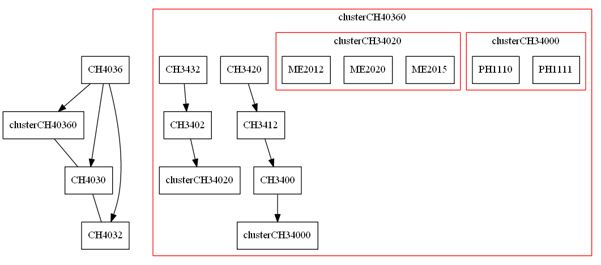 clusterCH40360
clusterCH34020
clusterCH34000
CH4036
CH3432
CH3420
ME2012
ME2020
ME2015
PH1110
PH1111
clusterCH40360
CH3402
CH3412
CH4030
clusterCH34020
CH3400
CH4032
clusterCH34000